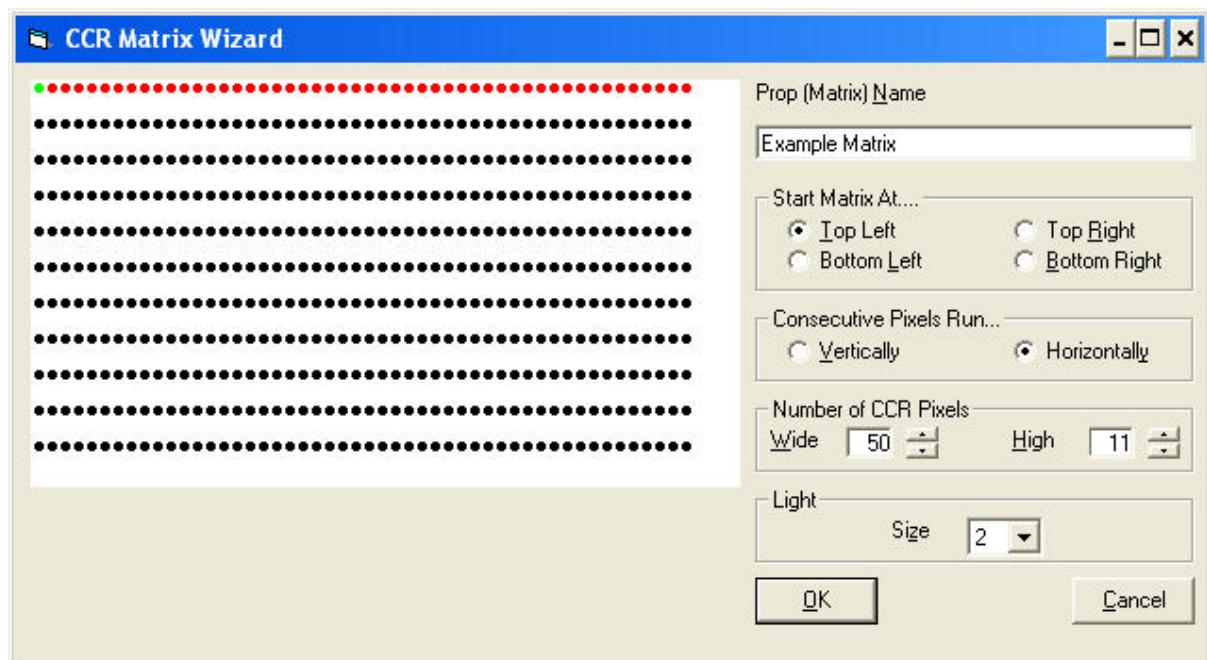 CCR Matrix Wizard
Prop (Matrix) Name
Example Matrix
Start Matrix At....
Top Left Top Right
Bottom Left Bottom Right
Consecutive Pixels Run...
Vertically Horizontally
Number of CCR Pixels
Wide 50 High 11
Light
Size 2
OK Cancel